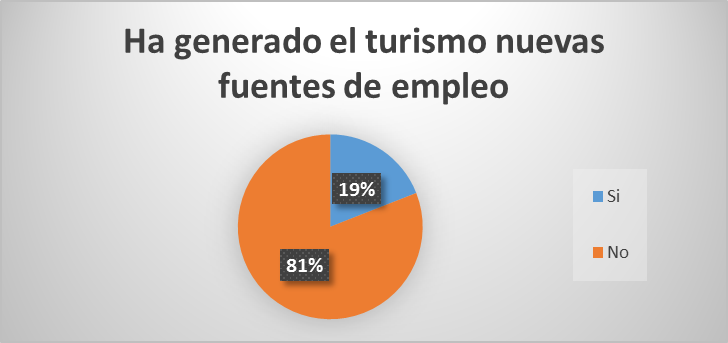 Ha generado el turismo nuevas
fuentes de empleo
19%
81%
Si
No